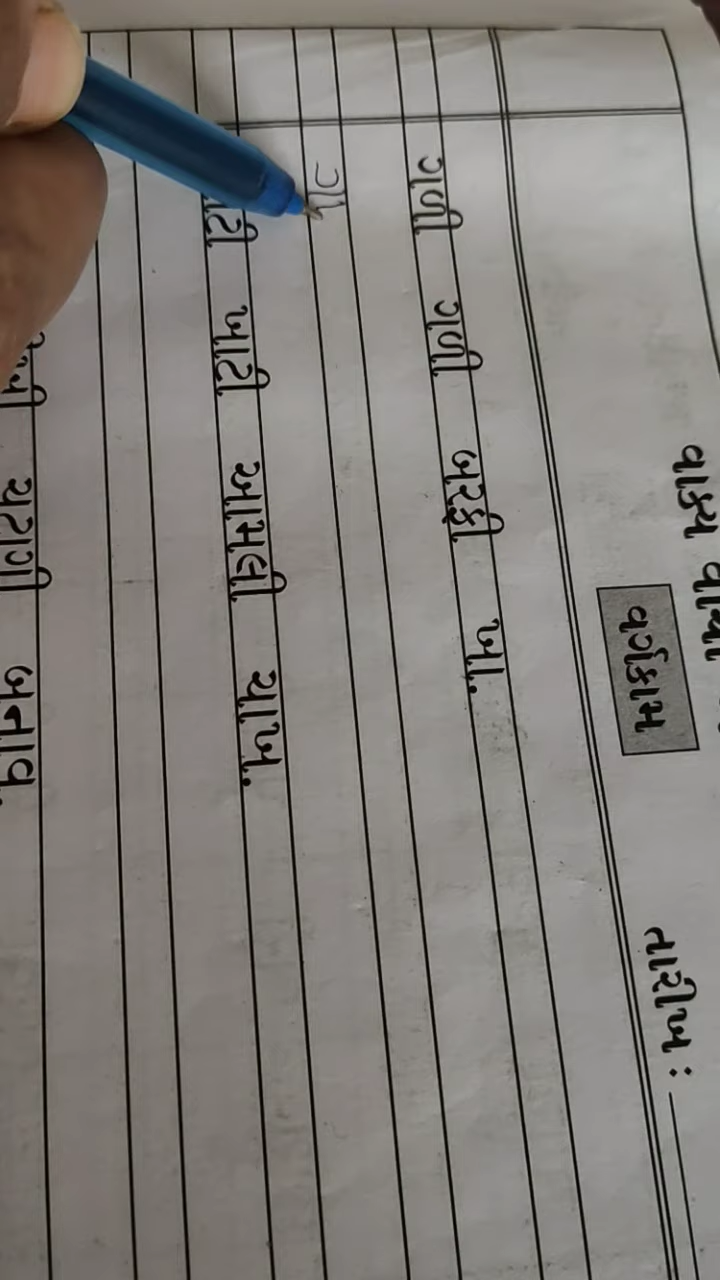 વાક્ય
વર્ગકામ
તારીખ :
ગળી ગળી બરફી ખા.
ખાટી આમલી ચાખ.
ચટણી બનાવ.